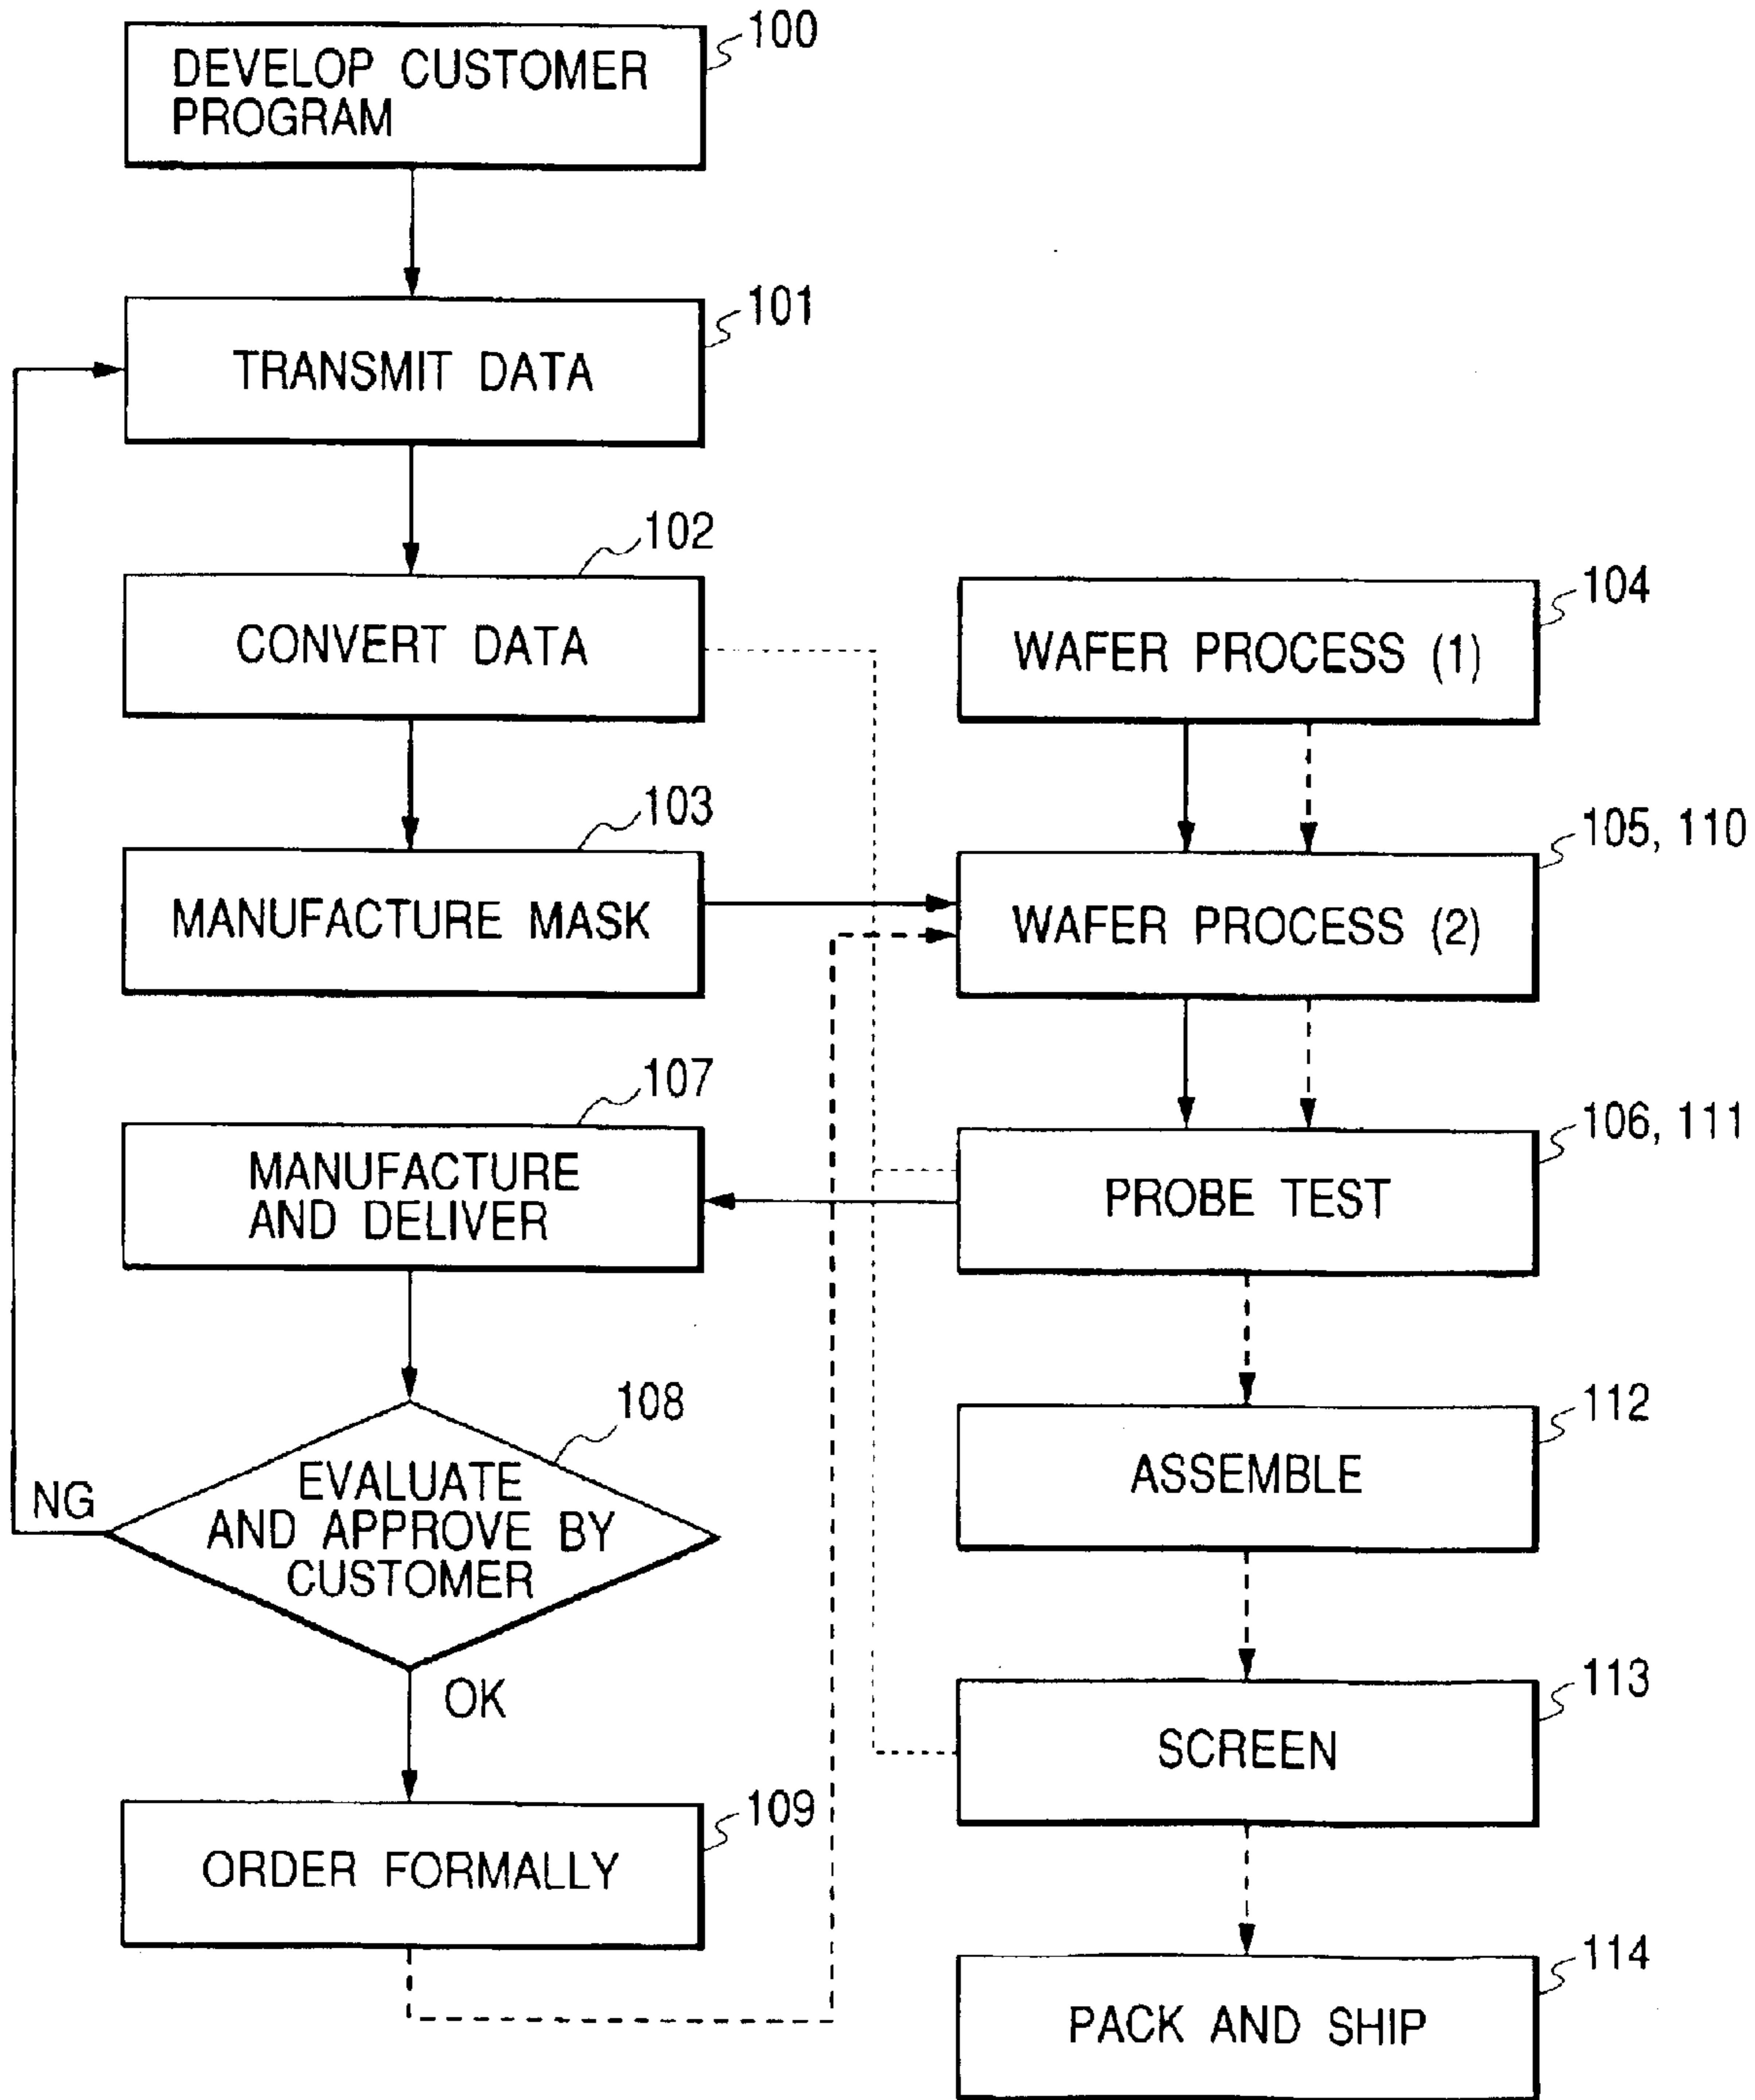 100
DEVELOP CUSTOMER
PROGRAM
101
TRANSMIT DATA
102
CONVERT DATA
104
WAFER PROCESS (1)
103
MANUFACTURE MASK
105, 110
WAFER PROCESS (2)
107
MANUFACTURE
AND DELIVER
106, 111
PROBE TEST
108
EVALUATE
AND APPROVE BY
CUSTOMER
NG
OK
112
ASSEMBLE
113
SCREEN
109
ORDER FORMALLY
114
PACK AND SHIP